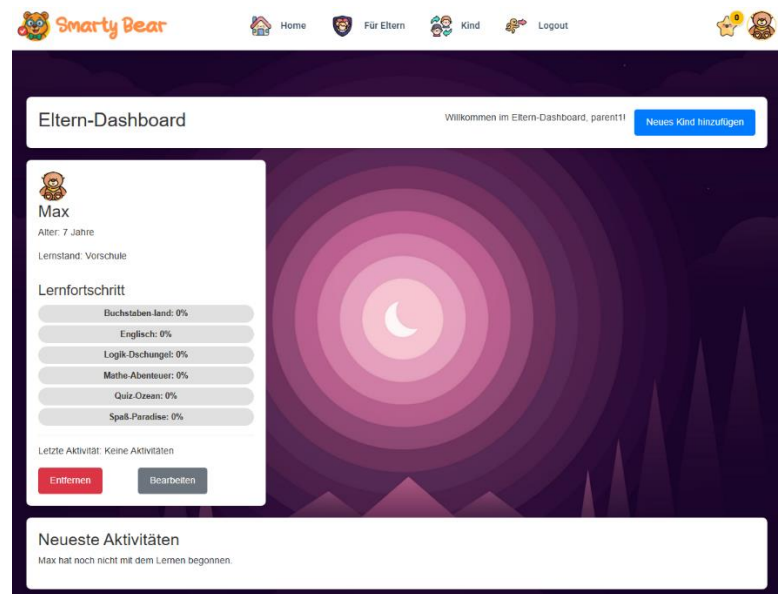 Smarty Bear
Home
Für Eltern
Kind
Logout
0
Eltern-Dashboard
Willkommen im Eltern-Dashboard, parent1!
Neues Kind hinzufügen
Max
Alter: 7 Jahre
Lernstand: Vorschule
Lernfortschritt
Buchstaben-land: 0%
Englisch: 0%
Logik-Dschungel: 0%
Mathe-Abenteuer: 0%
Quiz-Ozean: 0%
Spaß-Paradise: 0%
Letzte Aktivität: Keine Aktivitäten
Entfernen
Bearbeiten
Neueste Aktivitäten
Max hat noch nicht mit dem Lernen begonnen.